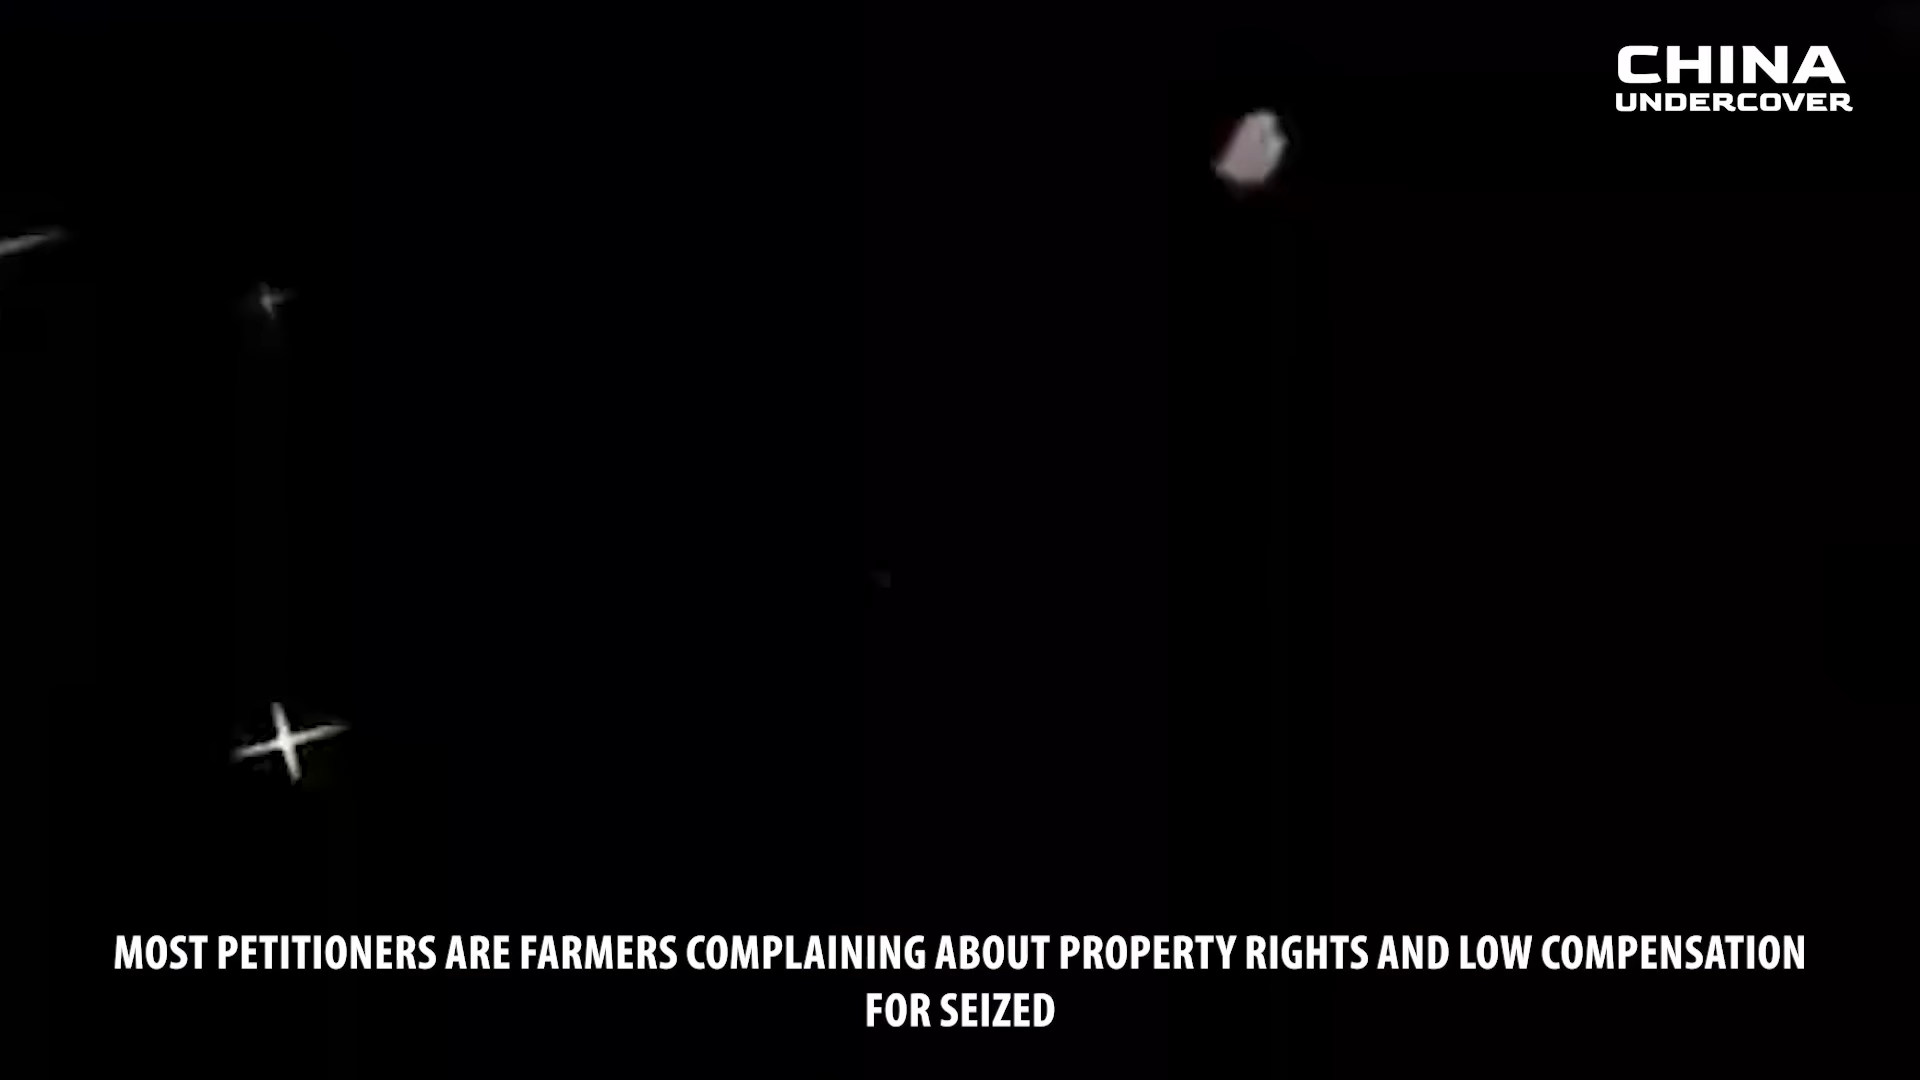 CHINA
UNDERCOVER
MOST PETITIONERS ARE FARMERS COMPLAINING ABOUT PROPERTY RIGHTS AND LOW COMPENSATION
FOR SEIZED